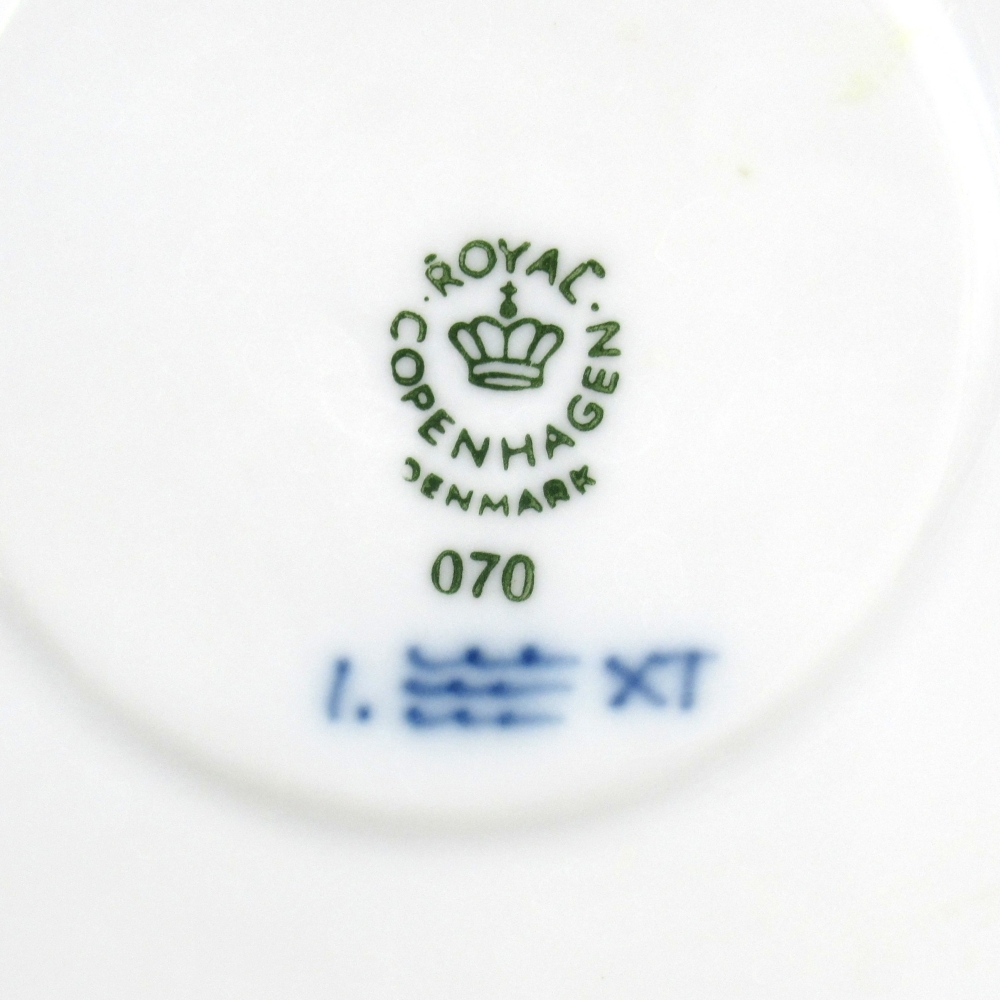 ROYAL
COPENHAGEN
DENMARK
070
1. XT